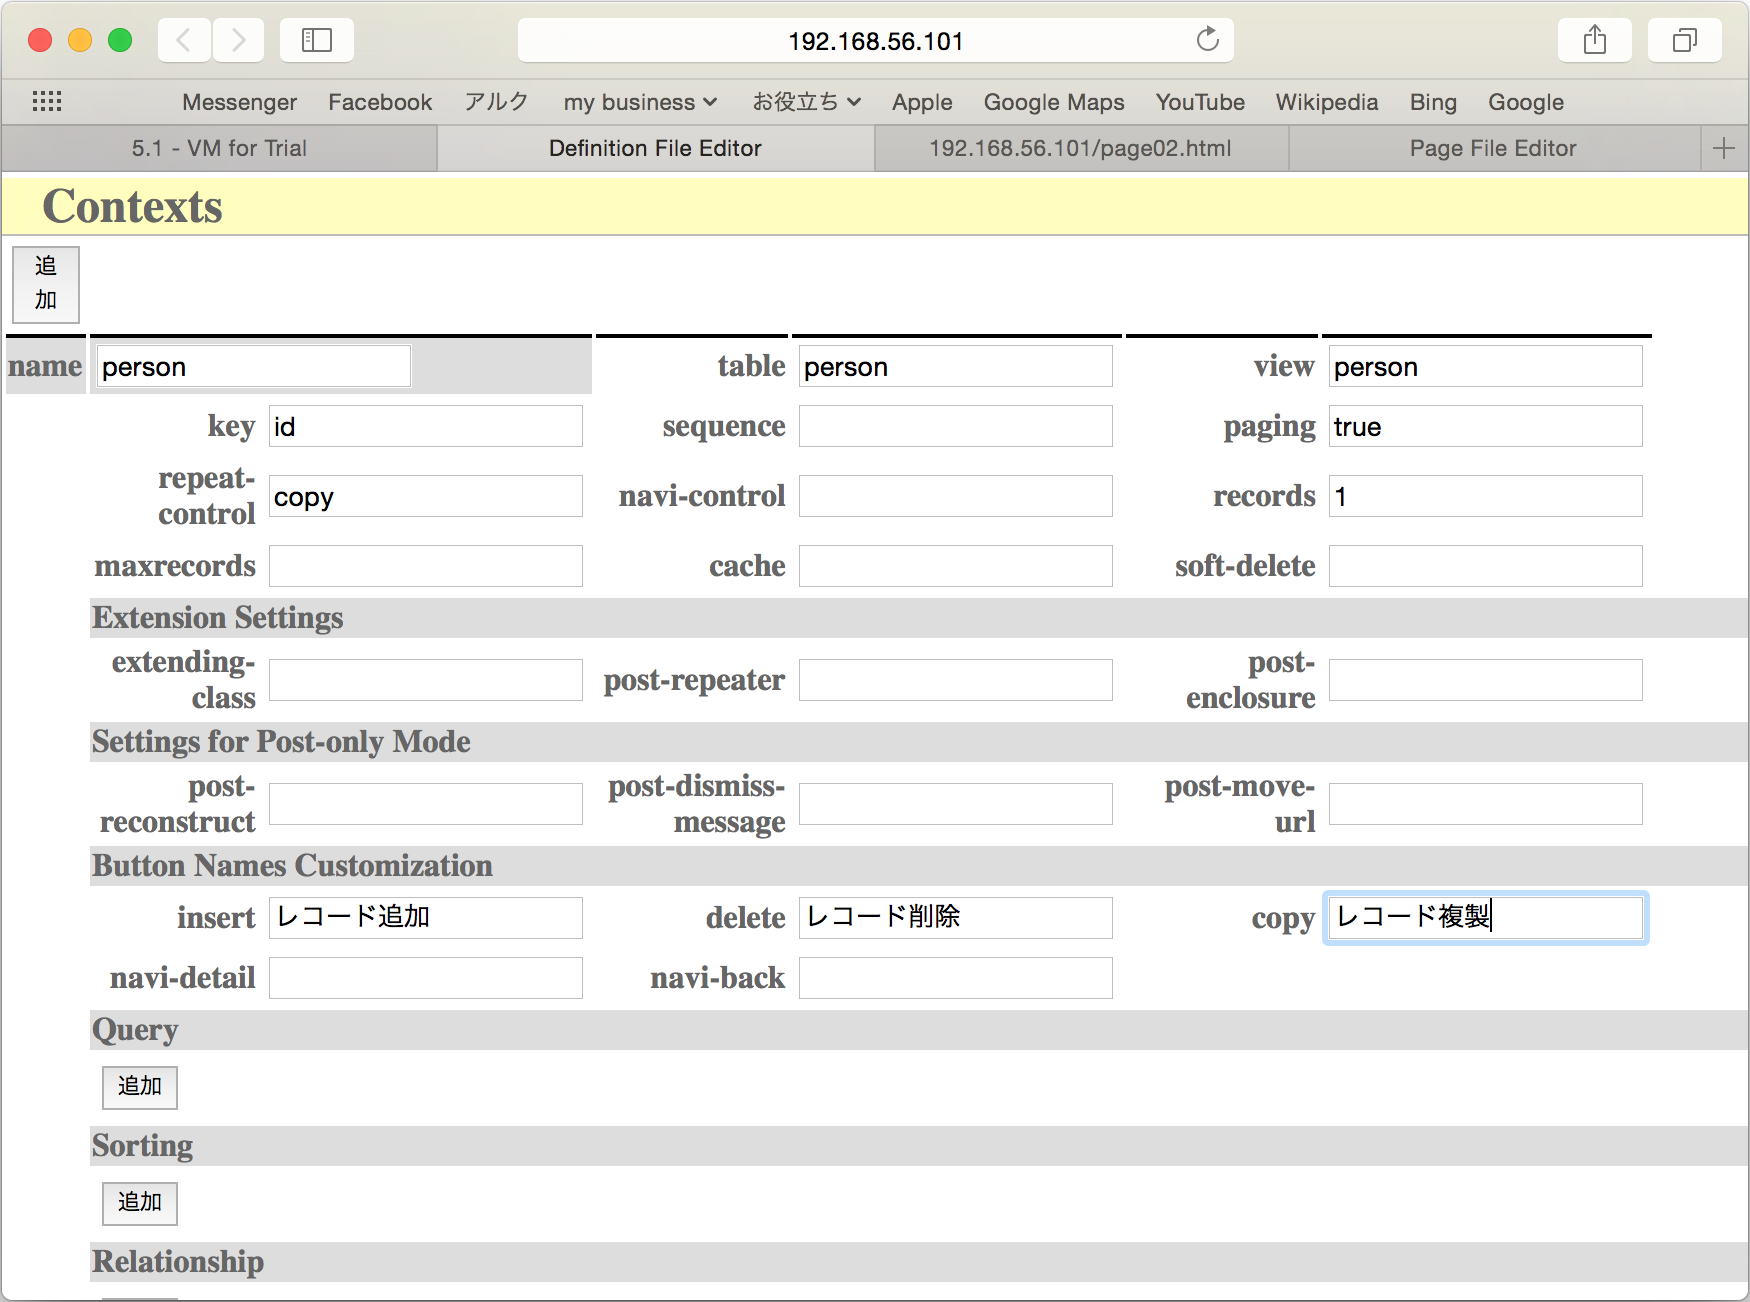 192.168.56.101
Messenger Facebook アルク my business お役立ち Apple Google Maps YouTube Wikipedia Bing Google
5.1 - VM for Trial Definition File Editor 192.168.56.101/page02.html Page File Editor
Contexts
追
加
name person table person view person
key id sequence paging true
repeat-
control copy navi-control records 1
maxrecords cache soft-delete
Extension Settings
extending-
class post-repeater post-
enclosure
Settings for Post-only Mode
post-
reconstruct post-dismiss-
message post-move-
url
Button Names Customization
insert レコード追加 delete レコード削除 copy レコード複製
navi-detail navi-back
Query
追加
Sorting
追加
Relationship